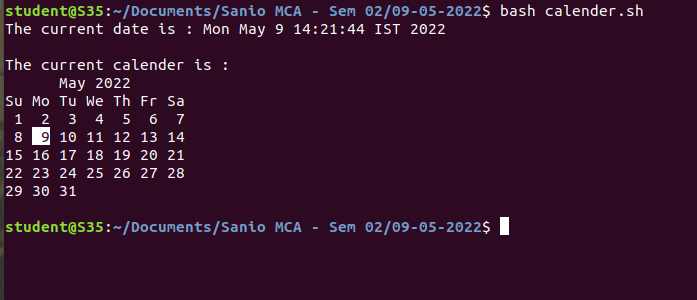 student@S35:~/Documents/Sanio MCA - Sem 02/09-05-2022$ bash calender.sh
The current date is : Mon May 9 14:21:44 IST 2022
The current calender is :
May 2022
Su Mo Tu We Th Fr Sa
1 2 3 4 5 6 7
8 9 10 11 12 13 14
15 16 17 18 19 20 21
22 23 24 25 26 27 28
29 30 31
student@S35:~/Documents/Sanio MCA - Sem 02/09-05-2022$